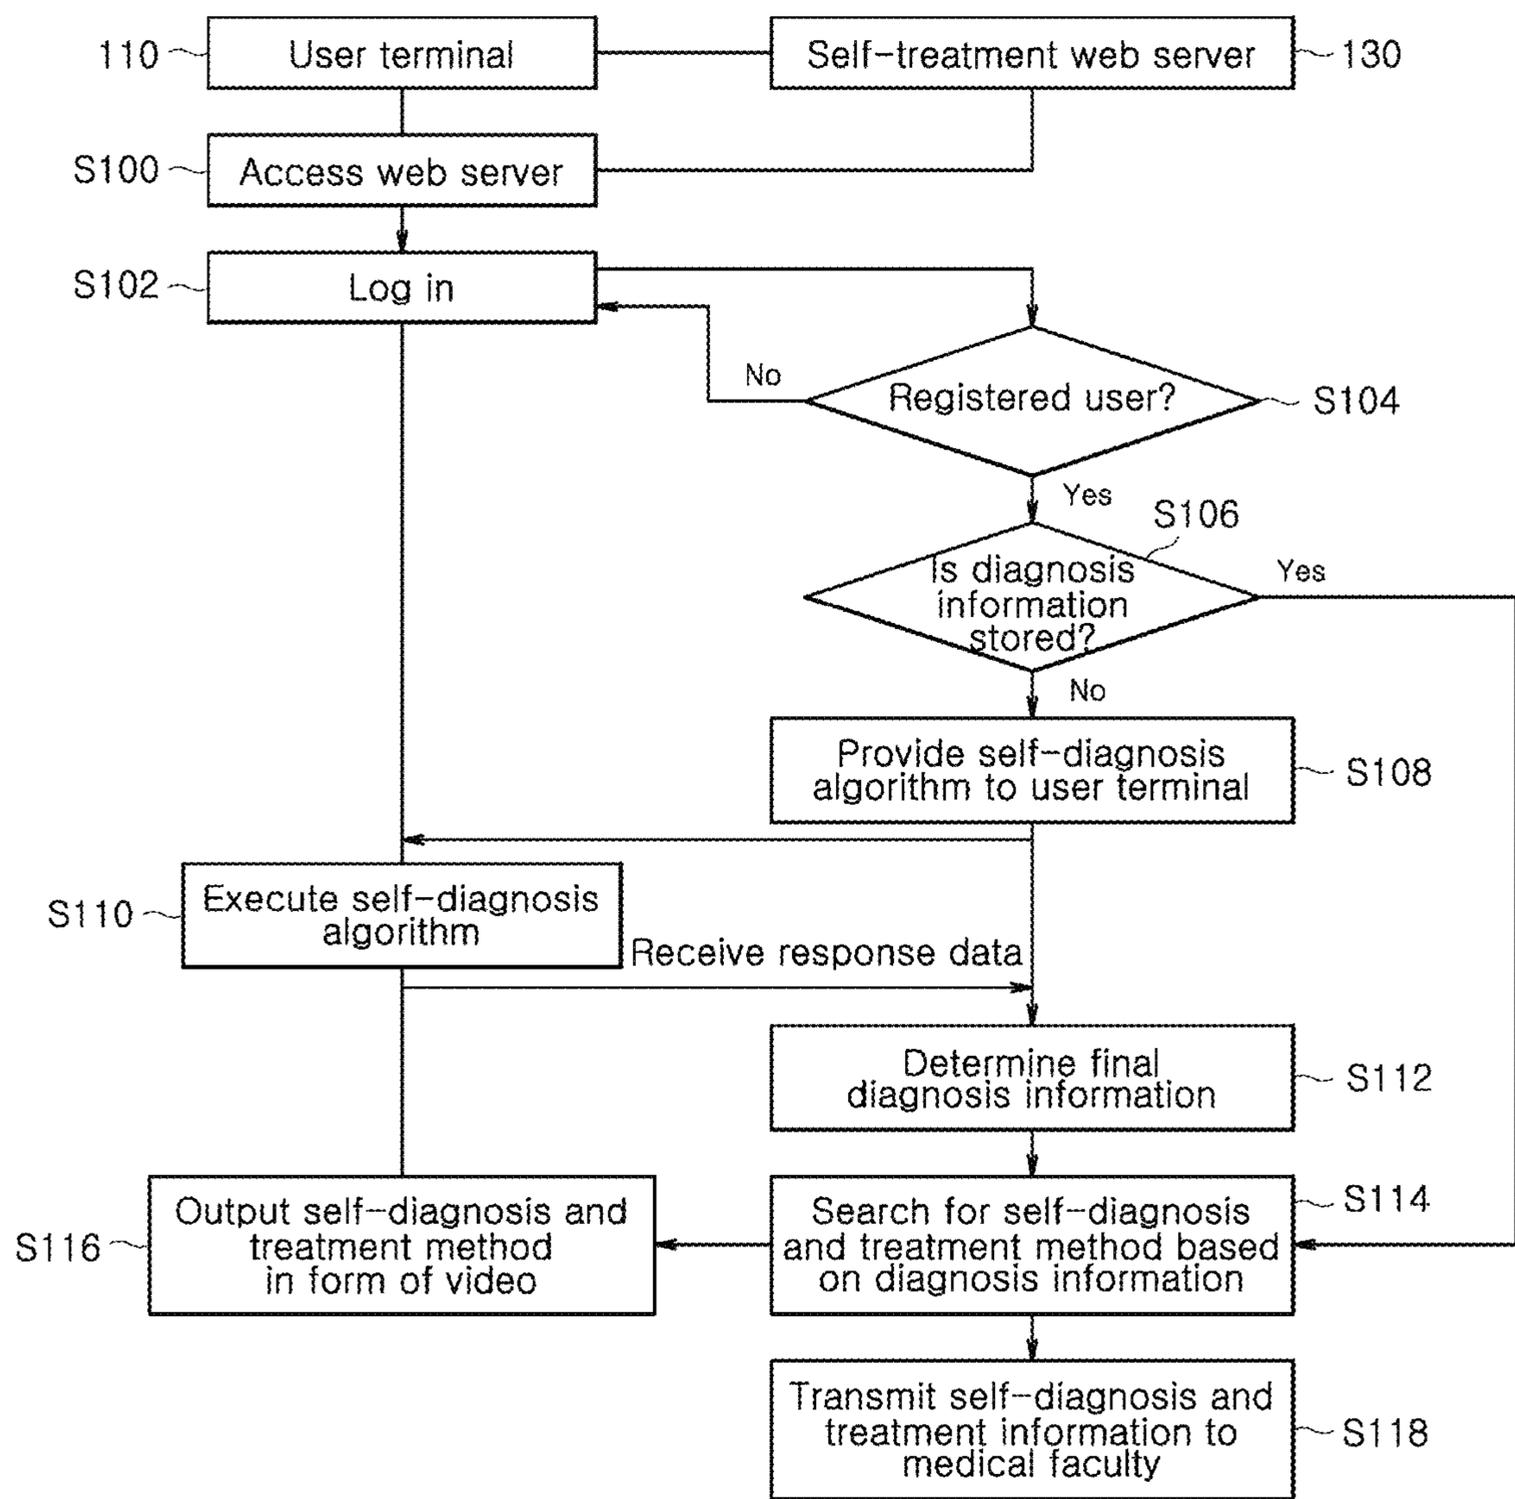 110
User terminal
Self-treatment web server
130
S100
Access web server
S102
Log in
No
Registered user?
S104
Yes
S106
Is diagnosis
information
stored?
Yes
No
Provide self-diagnosis
algorithm to user terminal
S108
S110
Execute self-diagnosis
algorithm
Receive response data
Determine final
diagnosis information
S112
S116
Output self-diagnosis and
treatment method
in form of video
Search for self-diagnosis
and treatment method based
on diagnosis information
S114
Transmit self-diagnosis and
treatment information to
medical faculty
S118